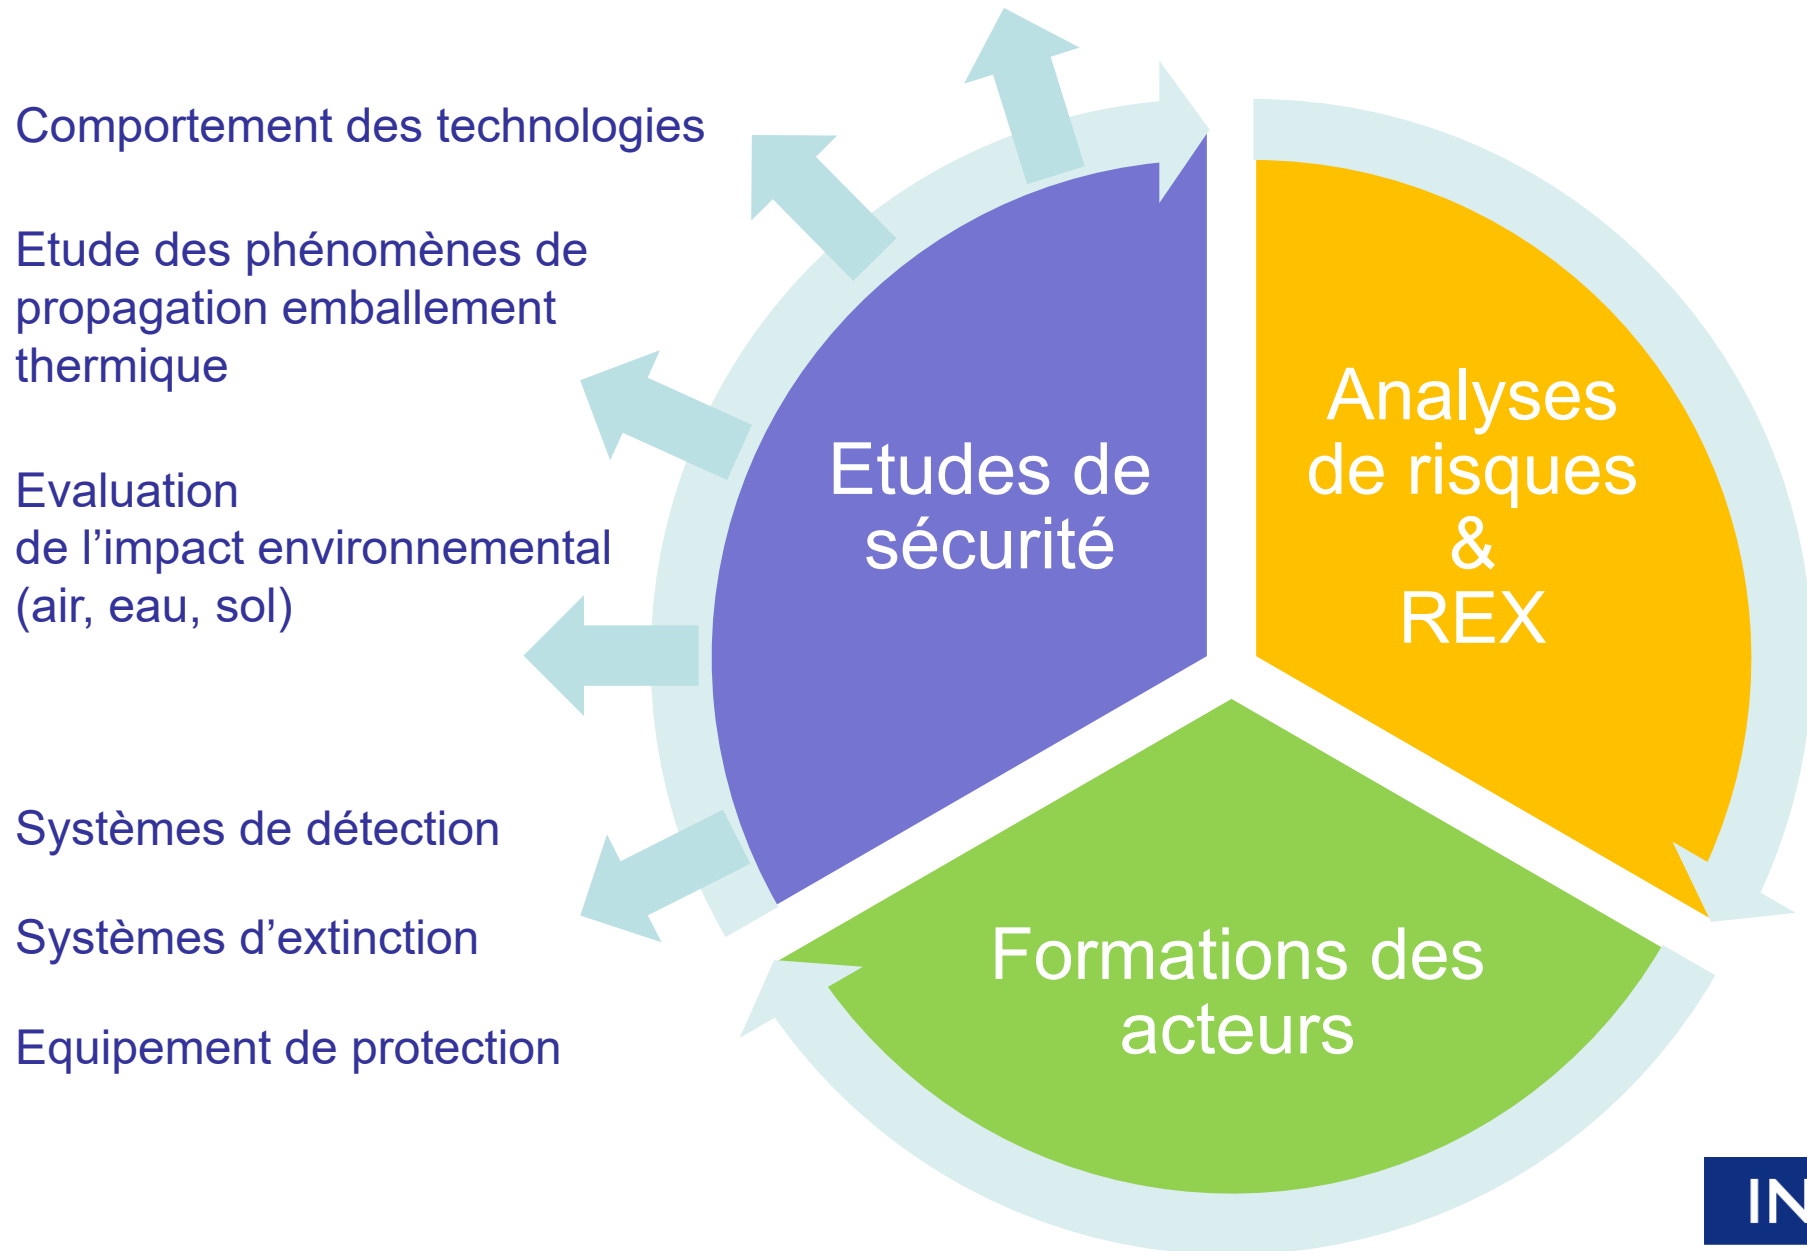 Comportement des technologies
Etude des phénomènes de
propagation emballement
thermique
Evaluation
de l’impact environnemental
(air, eau, sol)
Systèmes de détection
Systèmes d’extinction
Equipement de protection
Etudes de
sécurité
Analyses
de risques
&
REX
Formations des
acteurs